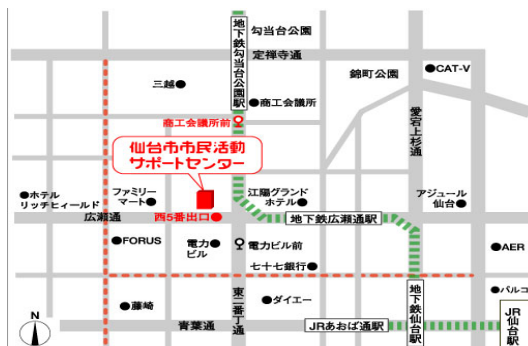 勾当台公園
定禅寺通
地下鉄勾当台公園駅
錦町公園
CAT-V
三越
商工会議所
愛宕上杉通
商工会議所前
仙台市市民活動
サポートセンター
ホテル
リッチフィールド
ファミリー
マート
江陽グランド
ホテル
アジュール
仙台
広瀬通
西5番出口
地下鉄広瀬通駅
FORUS
電力
ビル
電力ビル前
AER
七十七銀行
地下鉄仙台駅
パルコ
藤崎
東二番丁通
ダイエー
JR
仙台駅
N
青葉通
JRあおば通駅